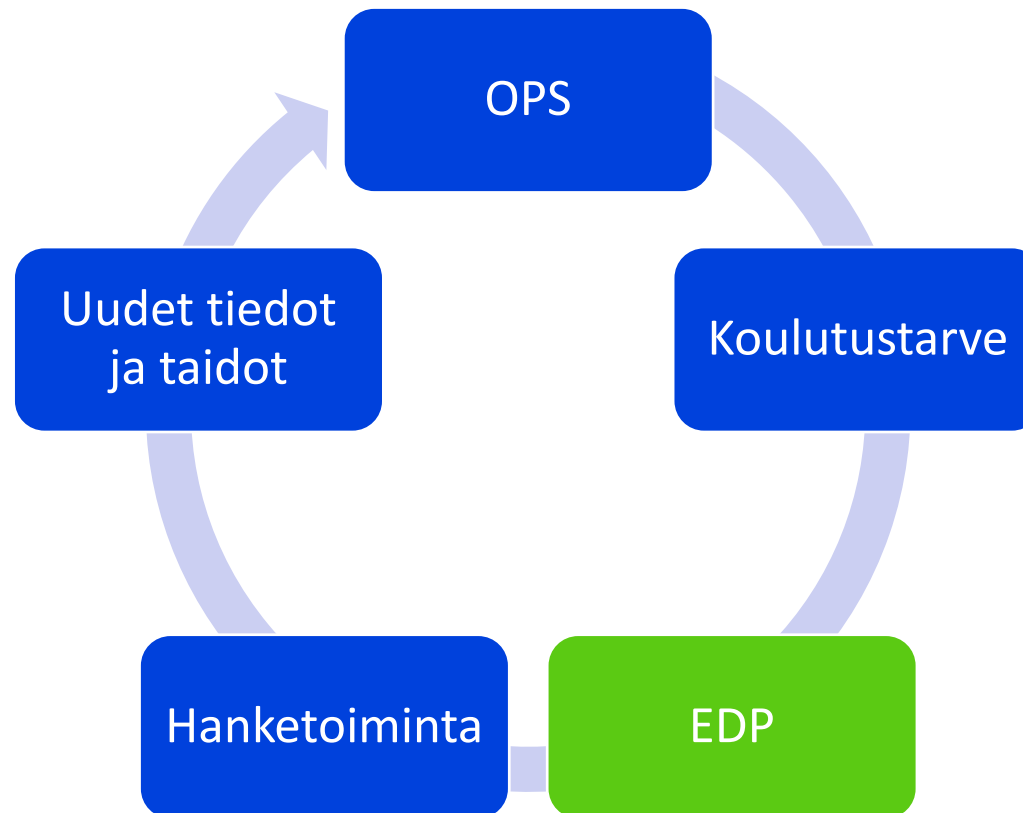 OPS
Koulutustarve
EDP
Hanketoiminta
Uudet tiedot
ja taidot